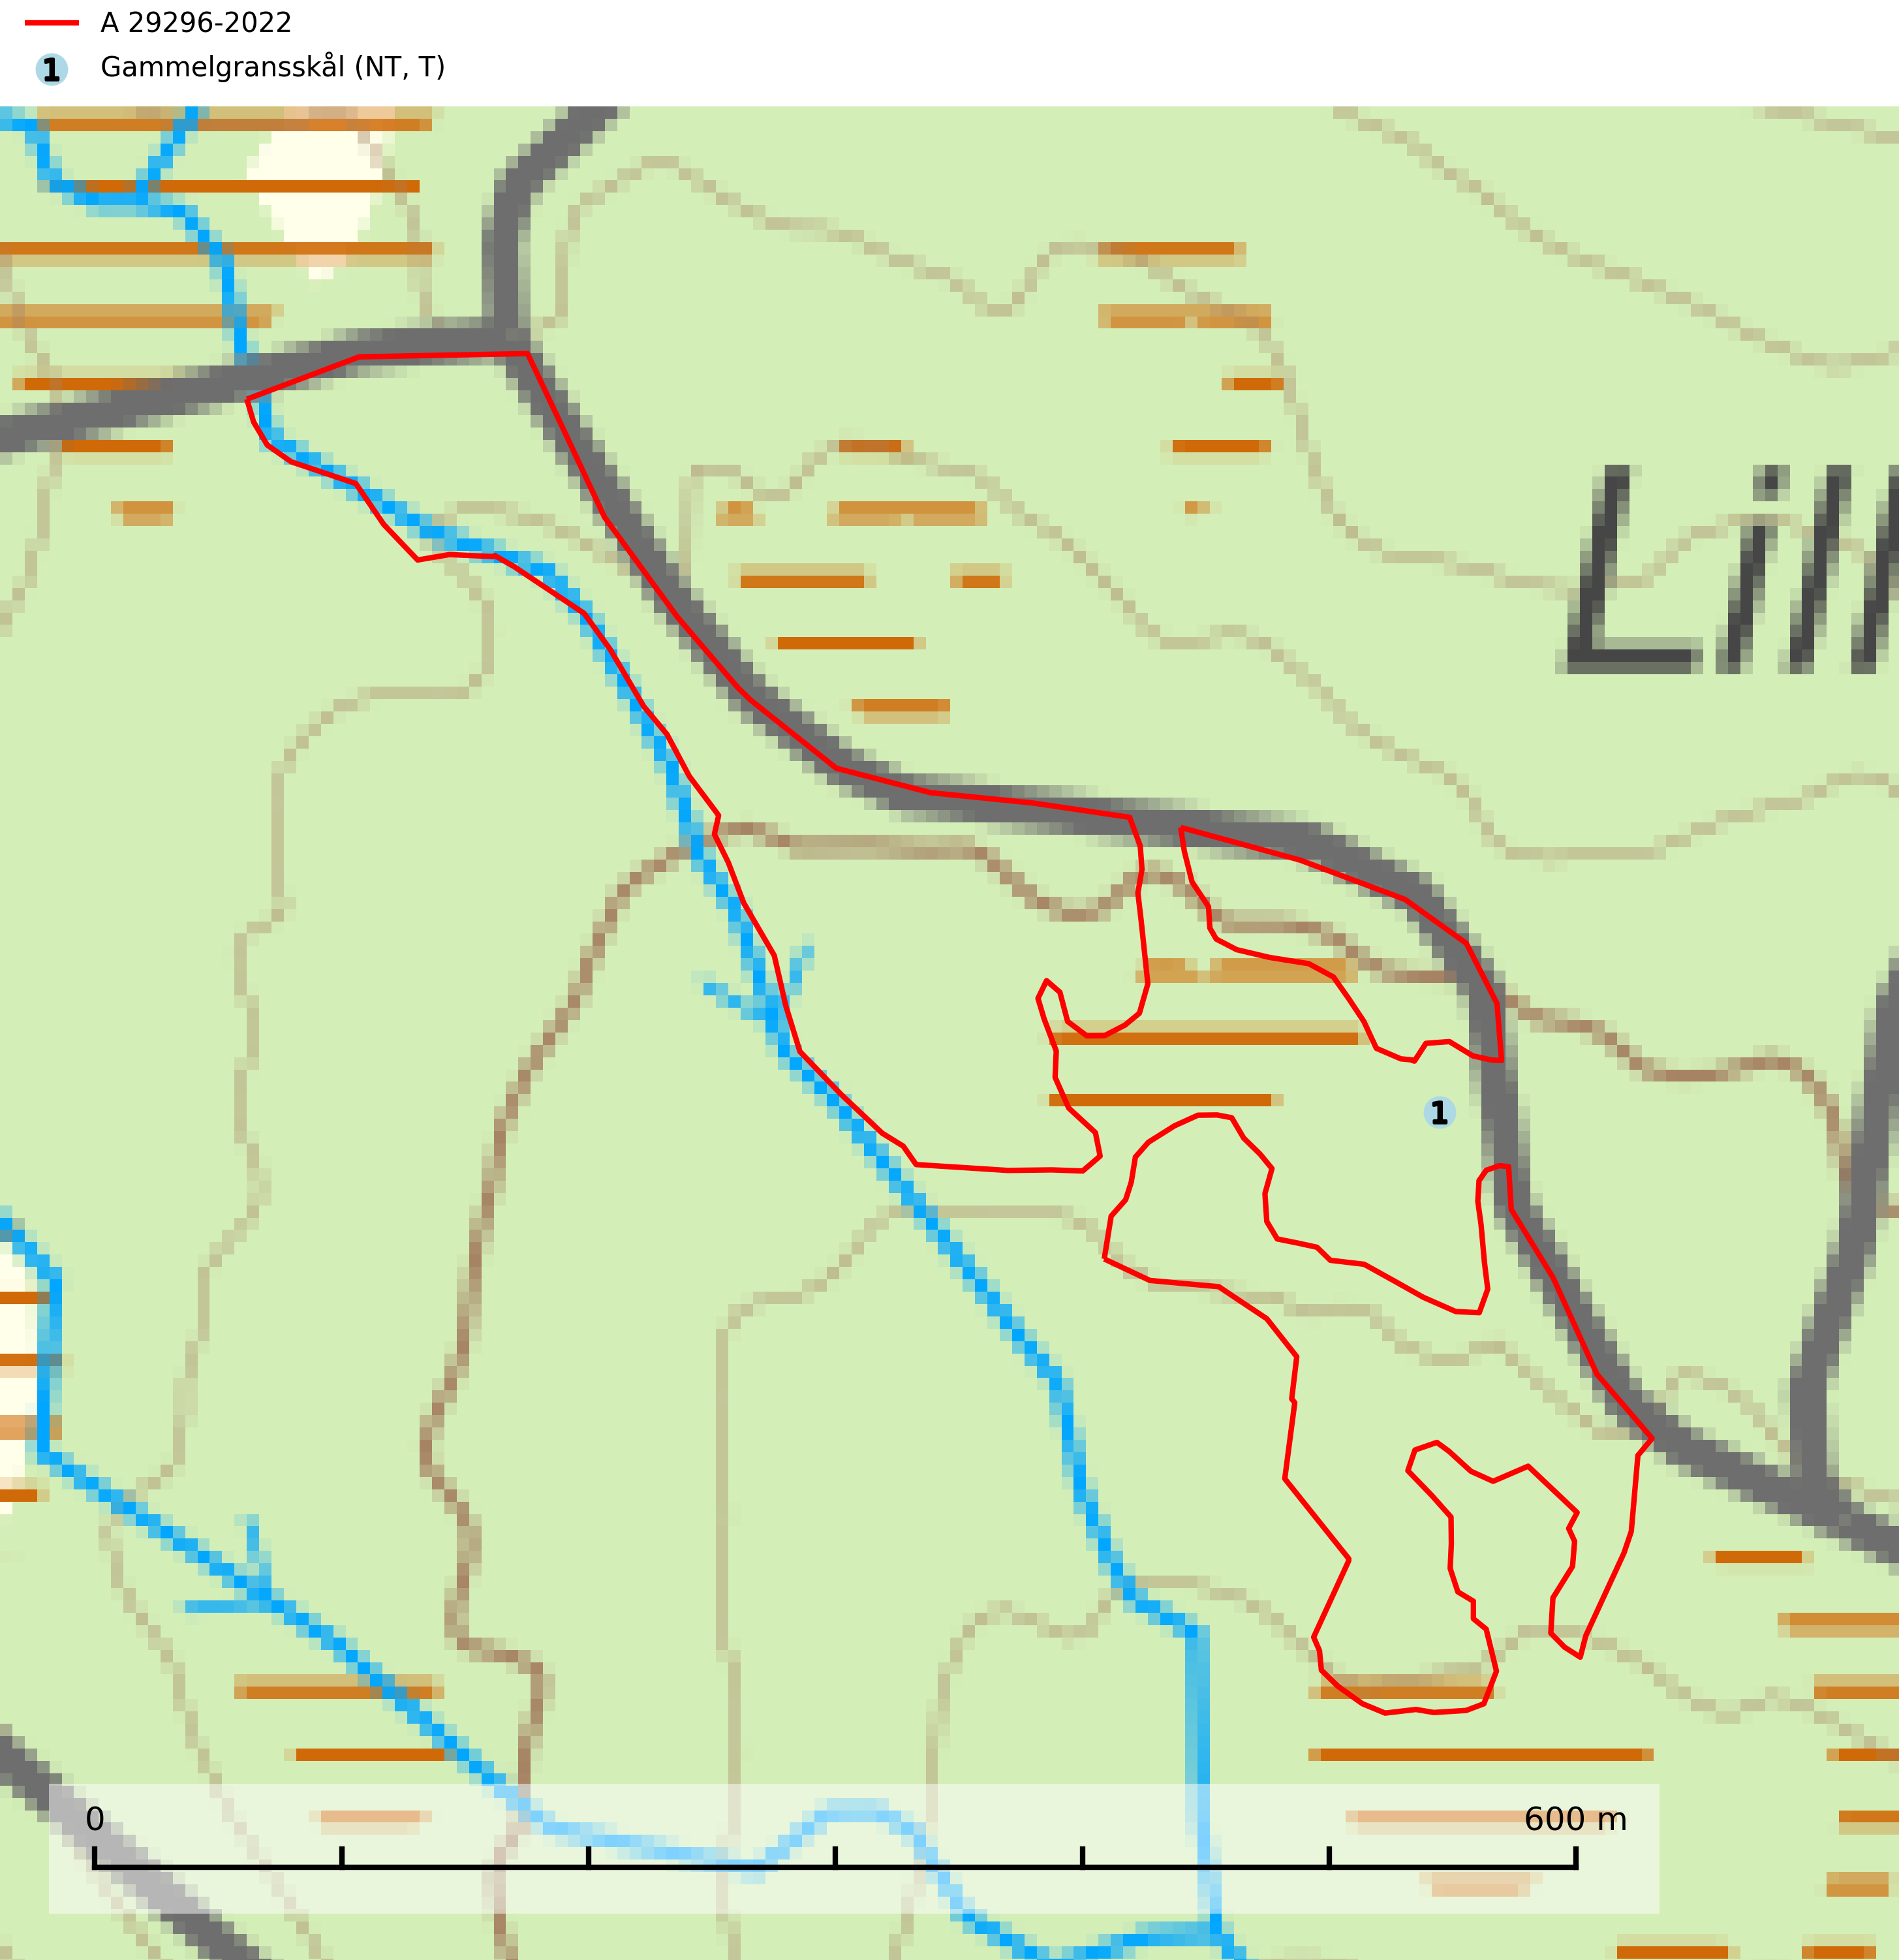 A 29296-2022
1 Gammelgransskål (NT, T)
1
0 600 m